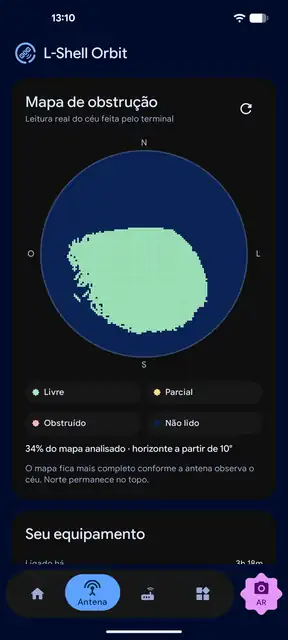 13:10
L-Shell Orbit
Mapa de obstrução
Leitura real do céu feita pelo terminal
N
O
L
S
Livre
Parcial
Obstruído
Não lido
34% do mapa analisado · horizonte a partir de 10°
O mapa fica mais completo conforme a antena observa o
céu. Norte permanece no topo.
Seu equipamento
Ligado há 3h 18m
Antena
AR